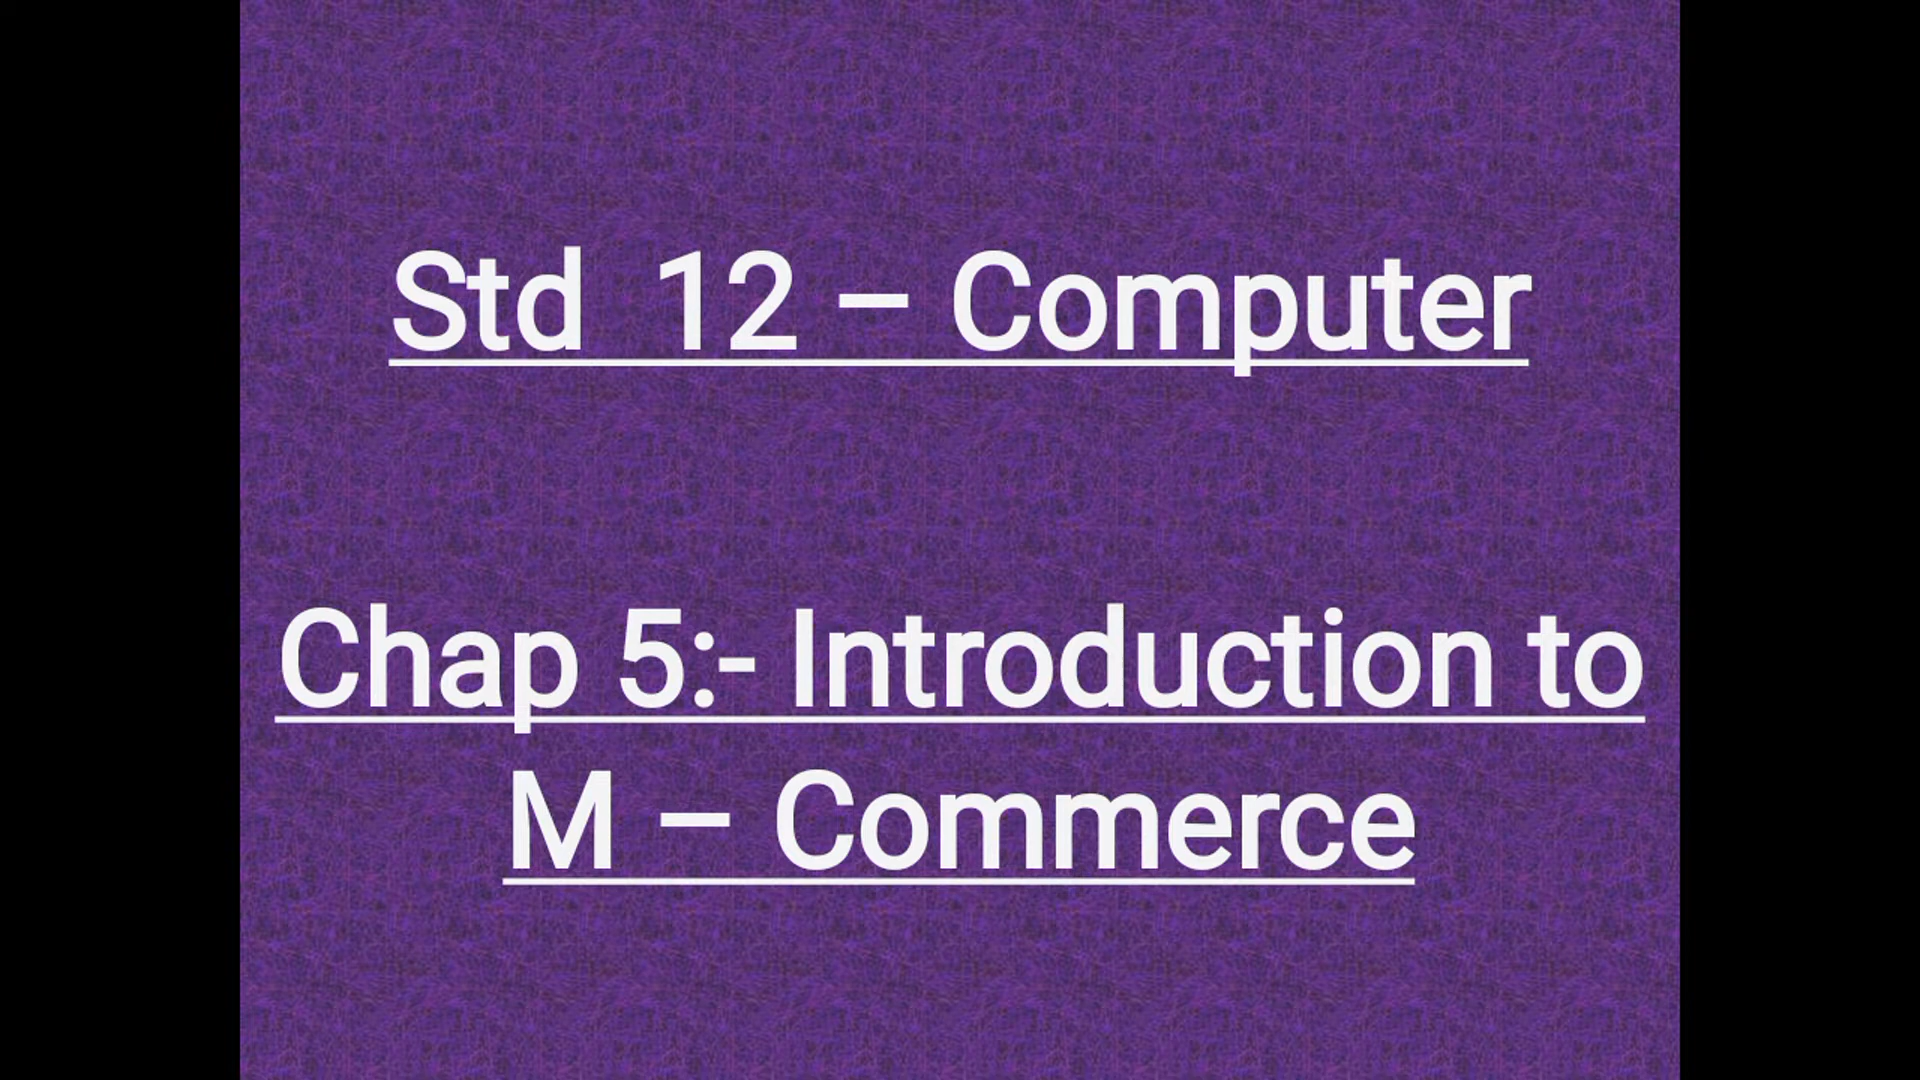 Std  12 – Computer
Chap 5:- Introduction to
M – Commerce